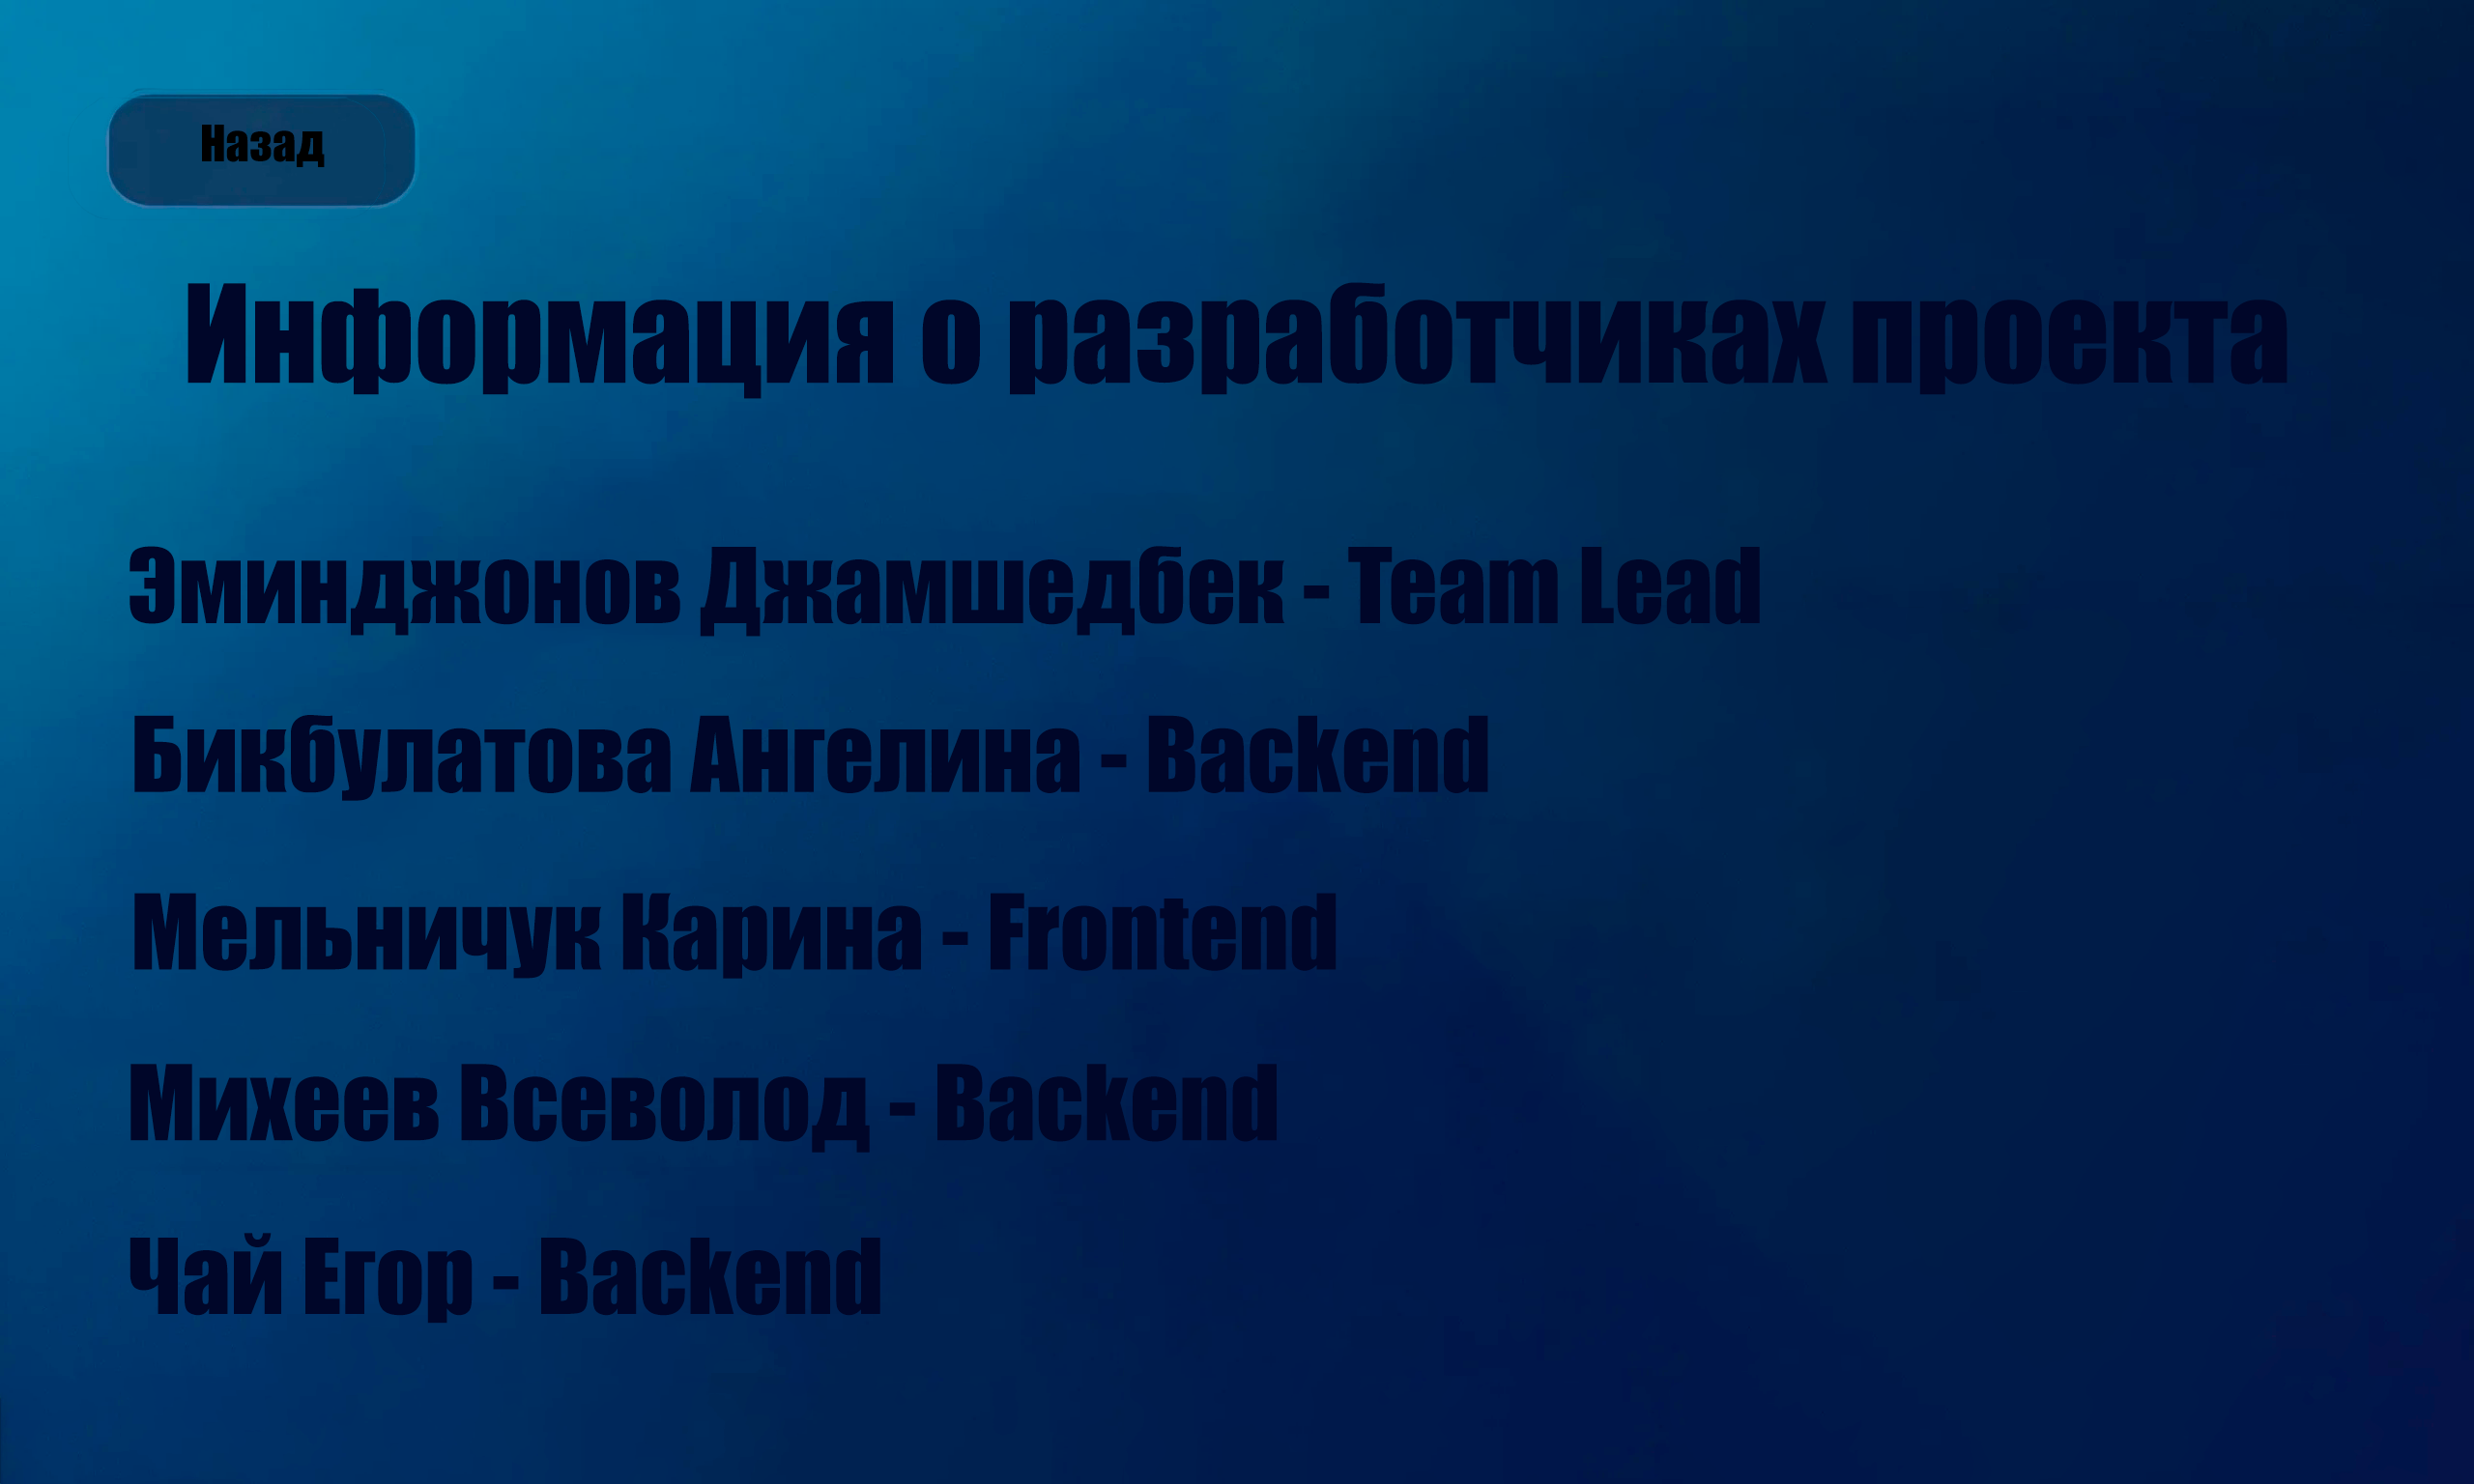 Назад
Информация о разработчиках проекта
Эминджонов Джамшедбек - Team Lead
Бикбулатова Ангелина - Backend
Мельничук Карина - Frontend
Михеев Всеволод - Backend
Чай Егор - Backend